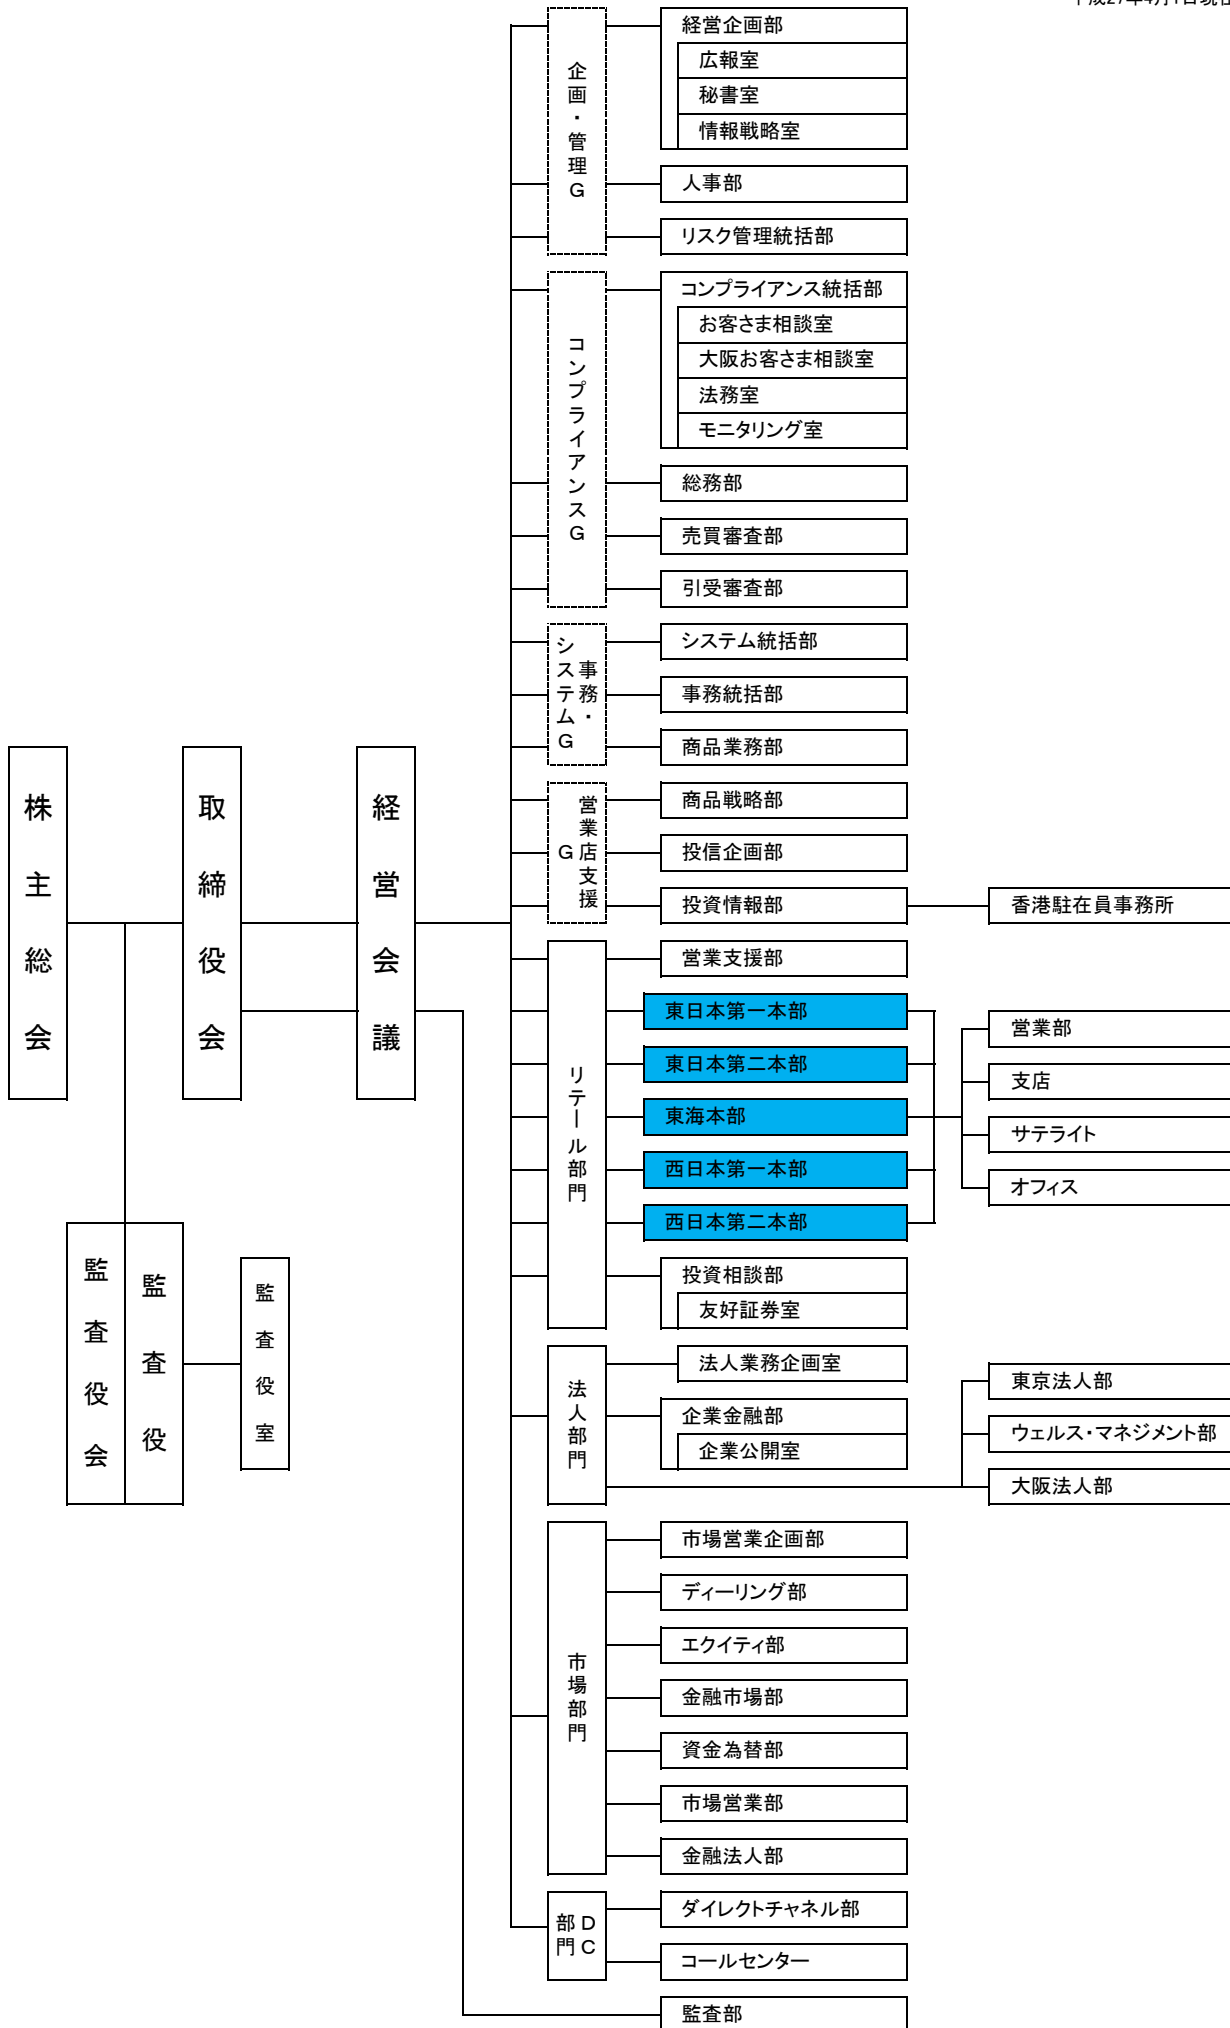 平成27年4月1日現在
経営企画部
広報室
秘書室
情報戦略室
企画・管理G
人事部
リスク管理統括部
コンプライアンス統括部
お客さま相談室
大阪お客さま相談室
法務室
モニタリング室
コンプライアンスG
総務部
売買審査部
引受審査部
システム統括部
事務・
システムG
事務統括部
商品業務部
株主総会
取締役会
経営会議
商品戦略部
営業店支援
G
投信企画部
投資情報部
香港駐在員事務所
営業支援部
東日本第一本部
東日本第二本部
東海本部
西日本第一本部
西日本第二本部
リテール部門
営業部
支店
サテライト
オフィス
投資相談部
友好証券室
監査役会
監査役
監査役室
法人業務企画室
法人部門
企業金融部
企業公開室
東京法人部
ウェルス・マネジメント部
大阪法人部
市場営業企画部
ディーリング部
エクイティ部
市場部門
金融市場部
資金為替部
市場営業部
金融法人部
ダイレクトチャネル部
DC
部門
コールセンター
監査部